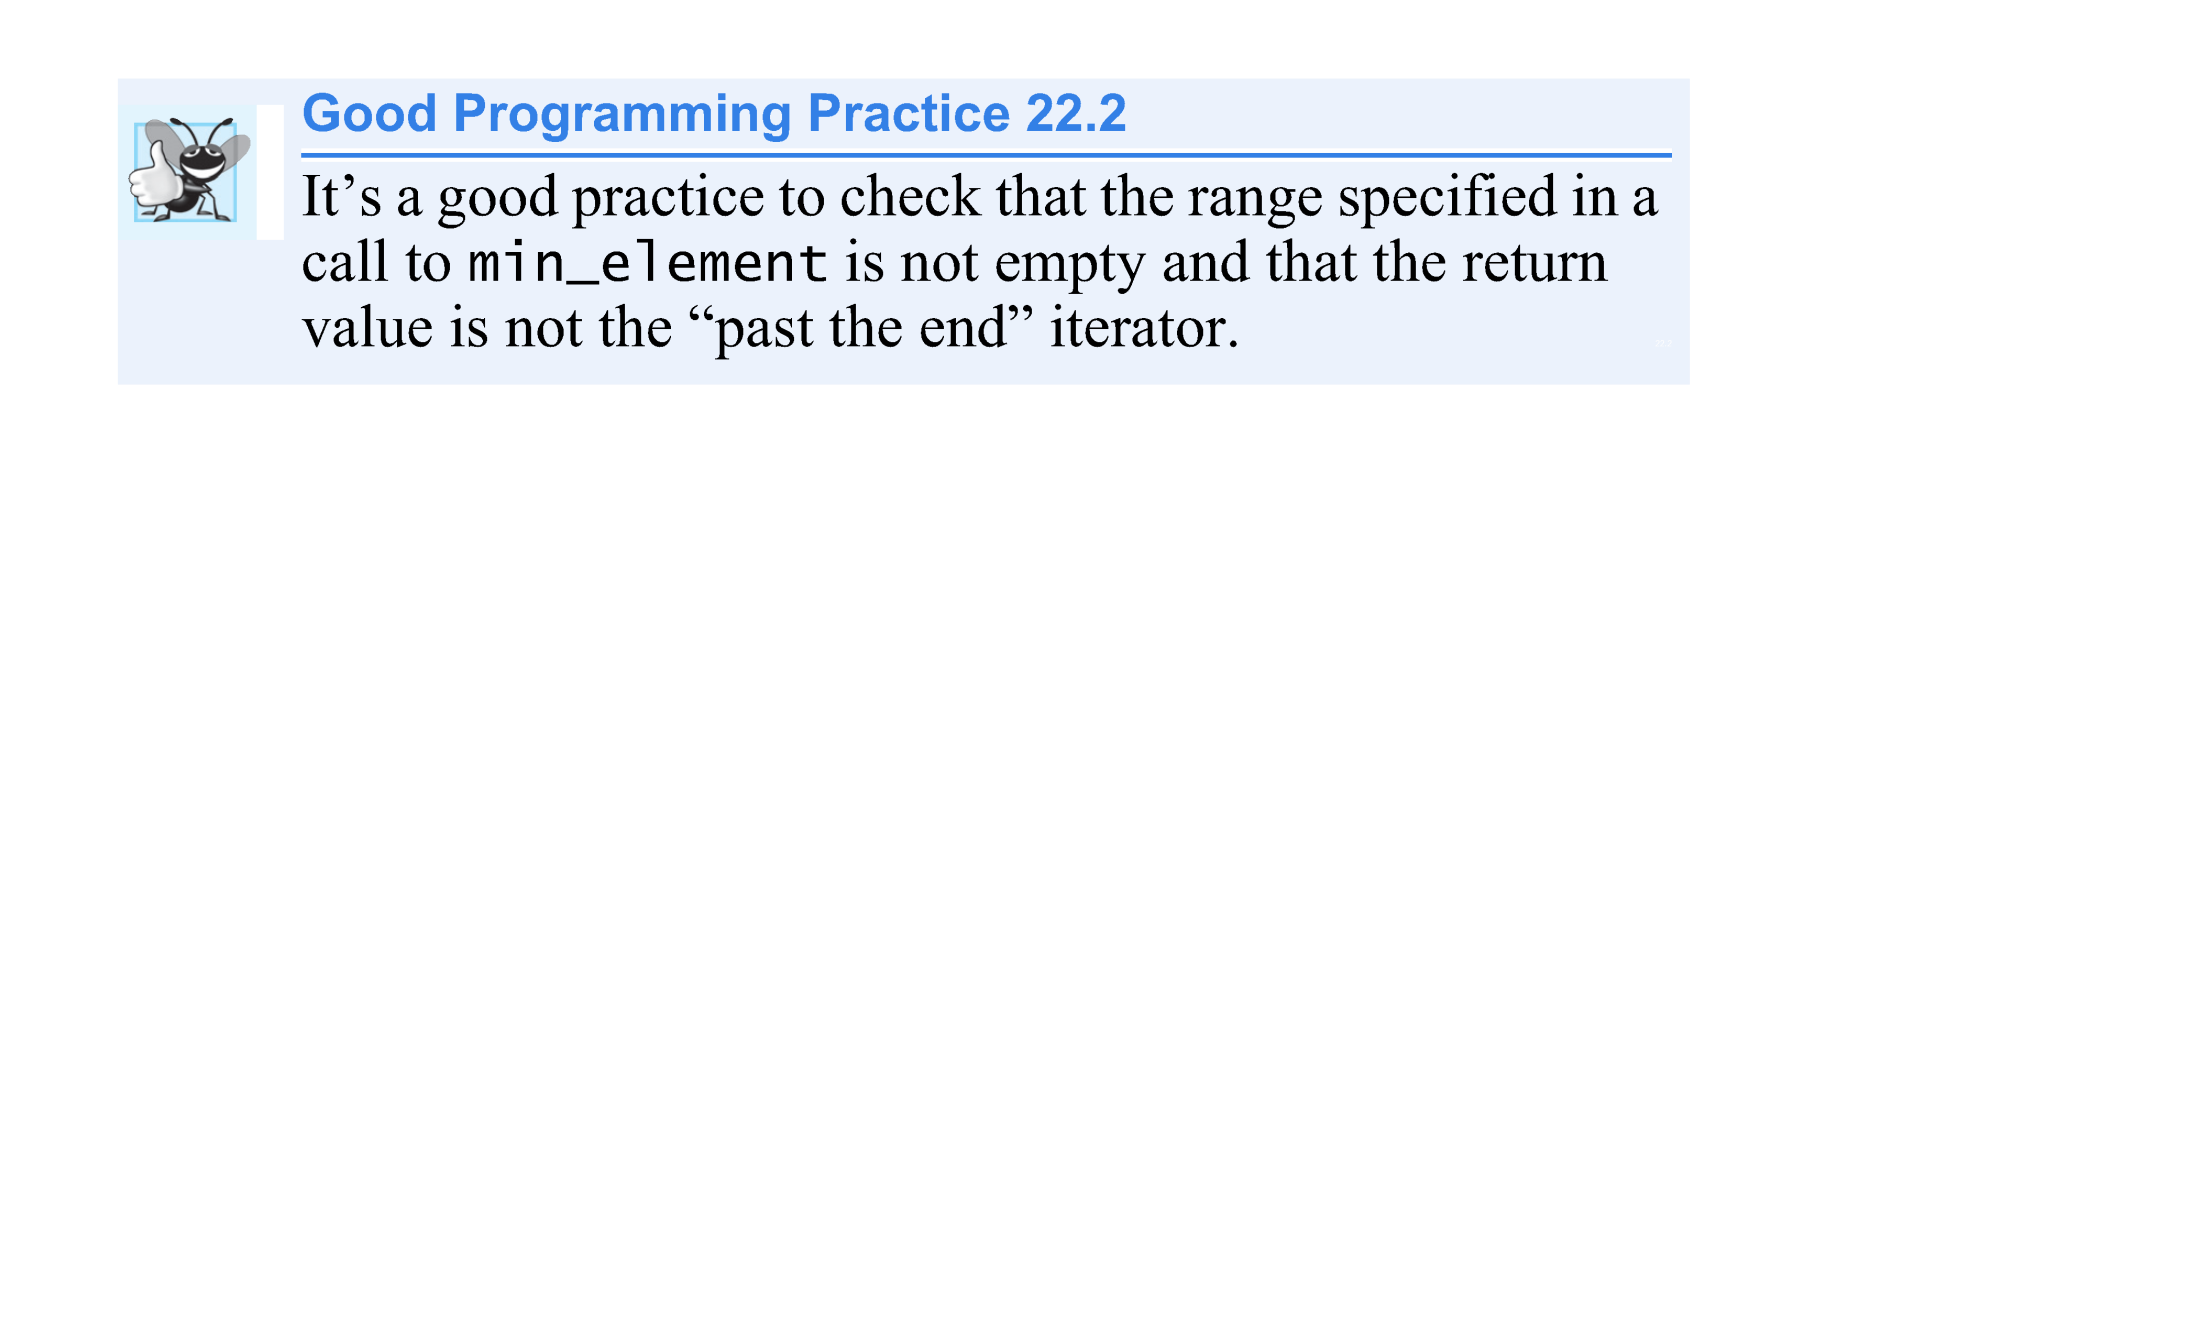 Good Programming Practice 22.2
It’s a good practice to check that the range specified in a
call to min_element is not empty and that the return
value is not the “past the end” iterator.